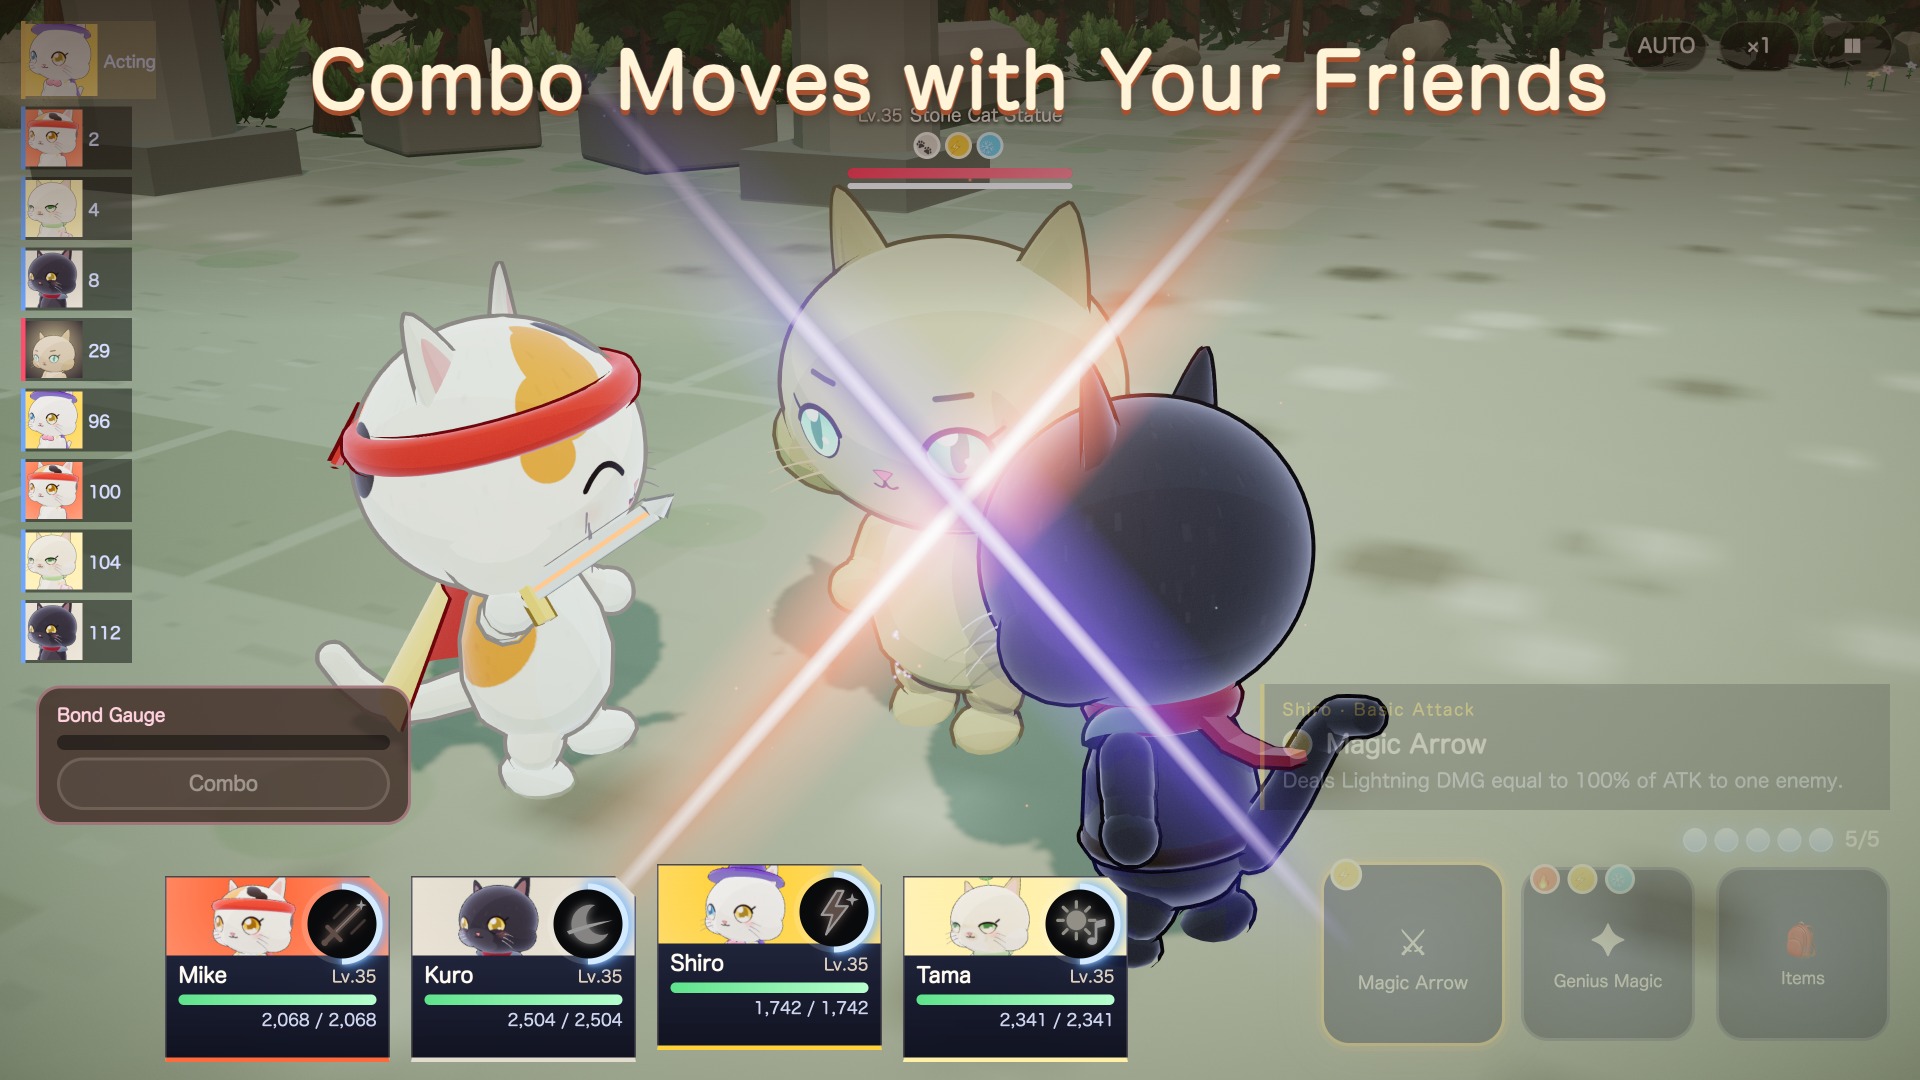 Combo Moves with Your Friends
Acting
AUTO
×1
Lv.35 Stone Cat Statue
2
4
8
29
96
100
104
112
Bond Gauge
Combo
Shiro · Basic Attack
Magic Arrow
Deals Lightning DMG equal to 100% of ATK to one enemy.
5/5
Mike Lv.35
2,068 / 2,068
Kuro Lv.35
2,504 / 2,504
Shiro Lv.35
1,742 / 1,742
Tama Lv.35
2,341 / 2,341
Magic Arrow
Genius Magic
Items